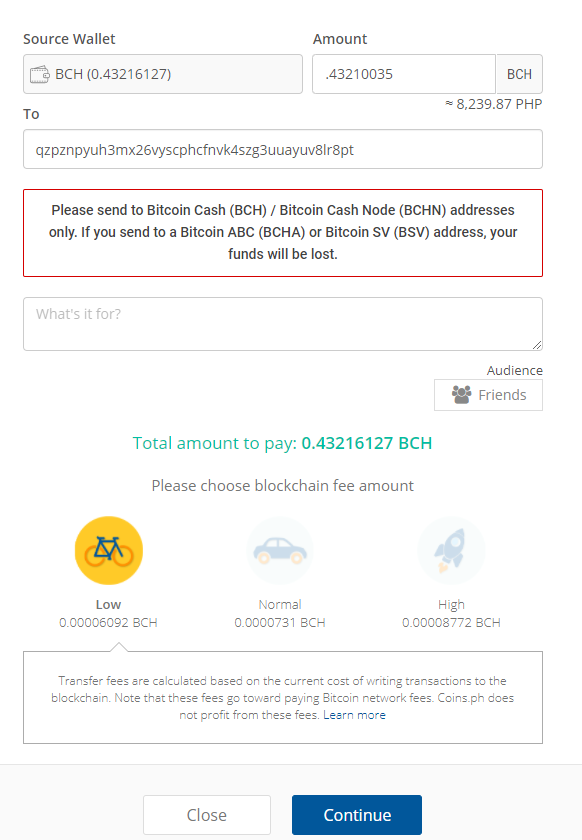 Source Wallet
Amount
BCH (0.43216127)
.43210035
BCH
≈ 8,239.87 PHP
To
qzpznpyuh3mx26vyscphcfnvk4szg3uuayuv8lr8pt
Please send to Bitcoin Cash (BCH) / Bitcoin Cash Node (BCHN) addresses
only. If you send to a Bitcoin ABC (BCHA) or Bitcoin SV (BSV) address, your
funds will be lost.
What's it for?
Audience
Friends
Total amount to pay: 0.43216127 BCH
Please choose blockchain fee amount
Low
0.00006092 BCH
Normal
0.0000731 BCH
High
0.00008772 BCH
Transfer fees are calculated based on the current cost of writing transactions to the
blockchain. Note that these fees go toward paying Bitcoin network fees. Coins.ph does
not profit from these fees. Learn more
Close
Continue